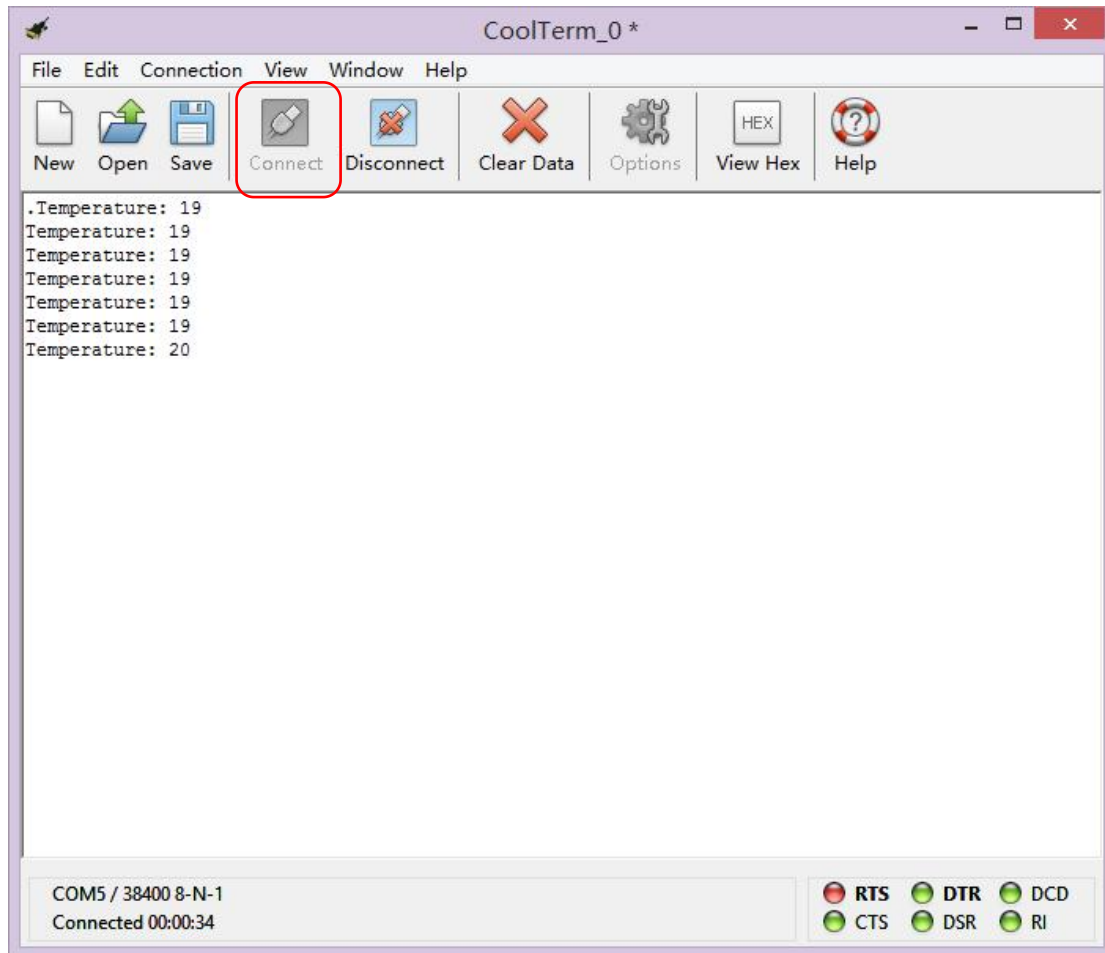 CoolTerm_0 *
File Edit Connection View Window Help
HEX
New Open Save Connect Disconnect Clear Data Options View Hex Help
.Temperature: 19
Temperature: 19
Temperature: 19
Temperature: 19
Temperature: 19
Temperature: 19
Temperature: 20
COM5 / 38400 8-N-1
Connected 00:00:34
RTS DTR DCD
CTS DSR RI